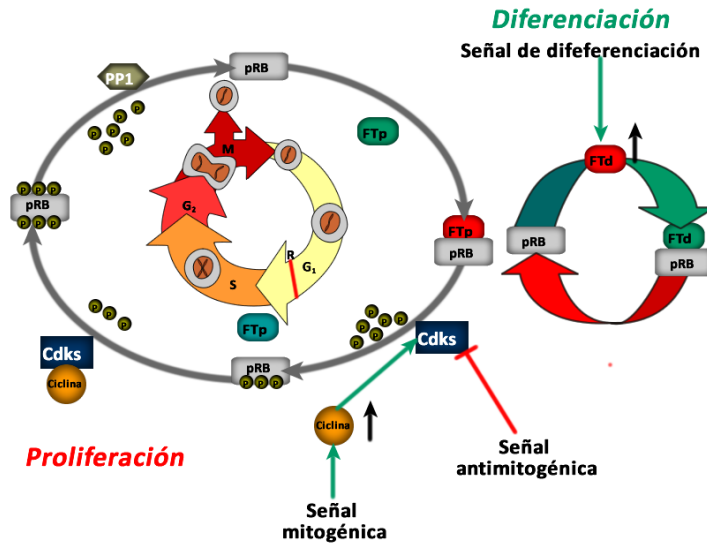 Diferenciación
Señal de difeferenciación
PP1
pRB
P
P
P
P
P
P
FTp
M
FTd
P P P
pRB
P P P
G₂
pRB
FTd
pRB
FTp
pRB
R
G₁
S
P
P
P
FTp
P
P
P
P
P
P
Cdks
Ciclina
pRB
P P P
Cdks
Ciclina
Proliferación
Señal
antimitogénica
Señal
mitogénica